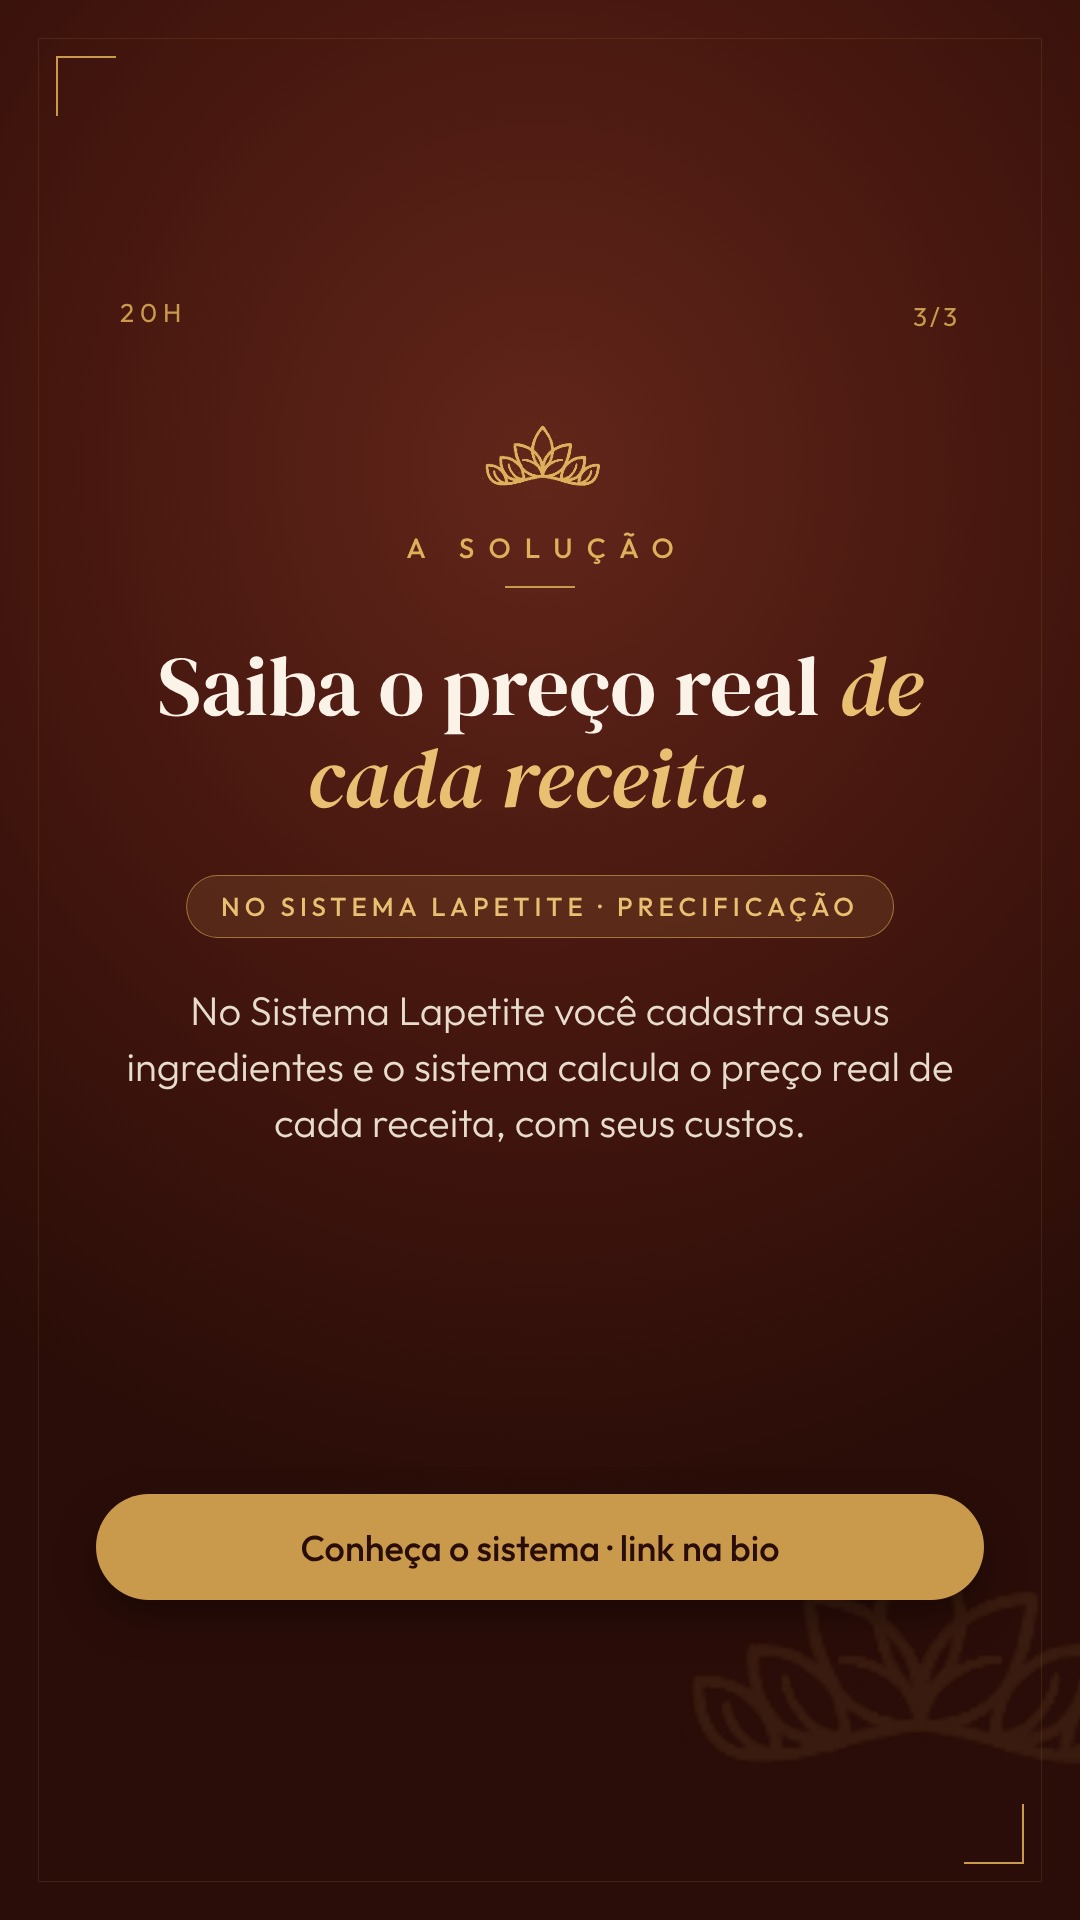 20H
3/3
A SOLUÇÃO
Saiba o preço real de
cada receita.
NO SISTEMA LAPETITE · PRECIFICAÇÃO
No Sistema Lapetite você cadastra seus
ingredientes e o sistema calcula o preço real de
cada receita, com seus custos.
Conheça o sistema · link na bio